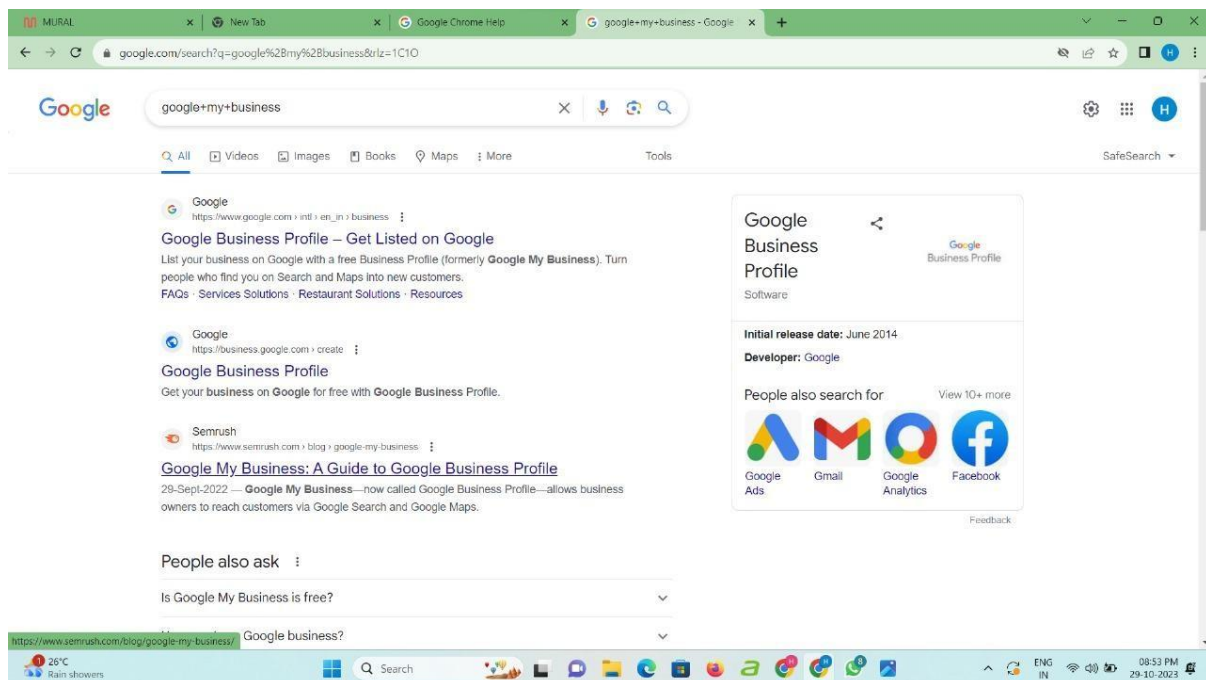 MURAL
New Tab
Google Chrome Help
google+my+business - Google
google.com/search?q=google%2Bmy%2Bbusiness&rlz=1C1O
H
Google
google+my+business
H
All Videos Images Books Maps More Tools SafeSearch
Google
https://www.google.com › intl › en_in › business
Google Business Profile – Get Listed on Google
List your business on Google with a free Business Profile (formerly Google My Business). Turn
people who find you on Search and Maps into new customers.
FAQs · Services Solutions · Restaurant Solutions · Resources
Google
https://business.google.com › create
Google Business Profile
Get your business on Google for free with Google Business Profile.
Semrush
https://www.semrush.com › blog › google-my-business
Google My Business: A Guide to Google Business Profile
29-Sept-2022 — Google My Business—now called Google Business Profile—allows business
owners to reach customers via Google Search and Google Maps.
People also ask
Is Google My Business is free?
Google business?
Google
Business
Profile
Software
Google
Business Profile
Initial release date: June 2014
Developer: Google
People also search for View 10+ more
Google
Ads
Gmail
Google
Analytics
Facebook
Feedback
https://www.semrush.com/blog/google-my-business/
1
26°C
Rain showers
Search
ENG
IN
08:53 PM
29-10-2023